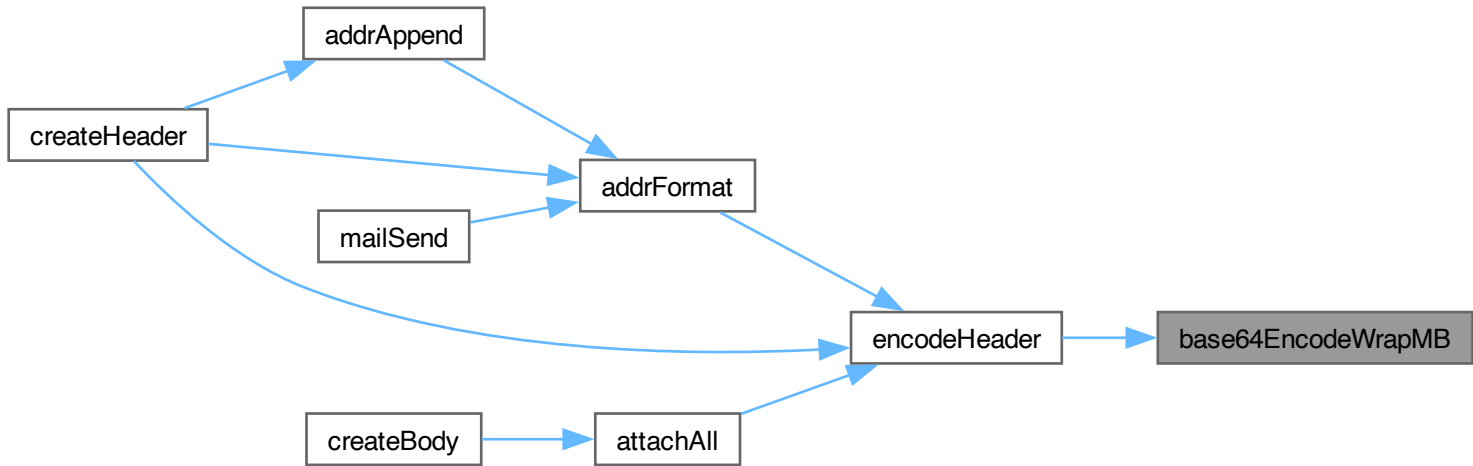 addrAppend
createHeader
addrFormat
mailSend
encodeHeader
base64EncodeWrapMB
createBody
attachAll